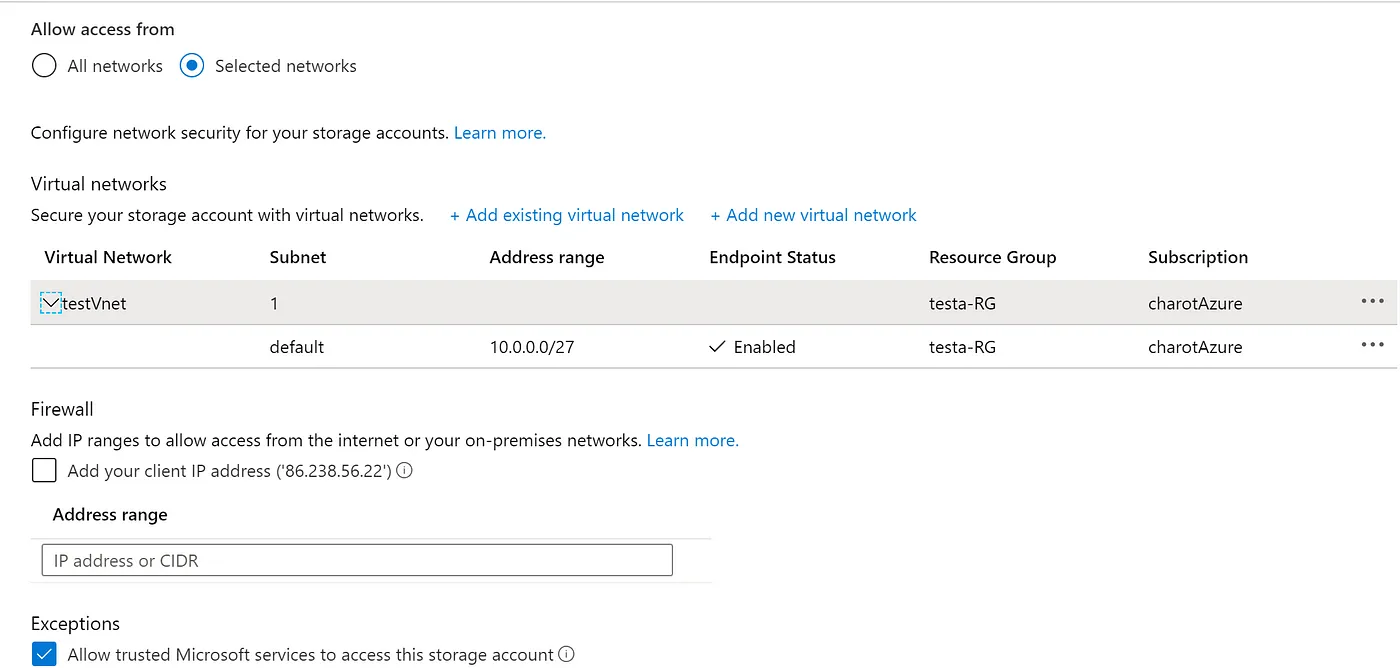 Allow access from
All networks Selected networks
Configure network security for your storage accounts. Learn more.
Virtual networks
Secure your storage account with virtual networks. + Add existing virtual network + Add new virtual network
Virtual Network Subnet Address range Endpoint Status Resource Group Subscription
testVnet 1 testa-RG charotAzure ...
default 10.0.0.0/27 Enabled testa-RG charotAzure ...
Firewall
Add IP ranges to allow access from the internet or your on-premises networks. Learn more.
Add your client IP address ('86.238.56.22')
Address range
IP address or CIDR
Exceptions
Allow trusted Microsoft services to access this storage account